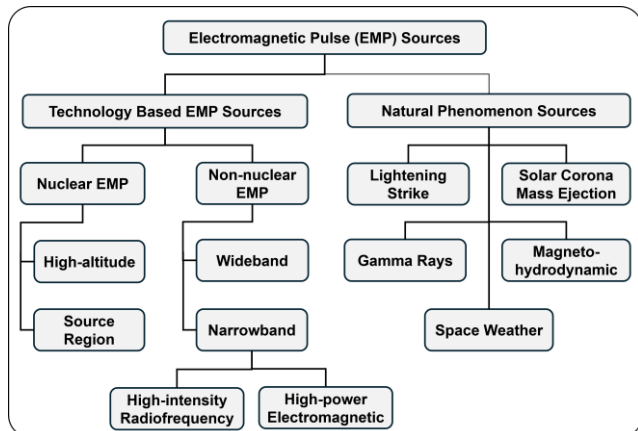 Electromagnetic Pulse (EMP) Sources
Technology Based EMP Sources
Natural Phenomenon Sources
Nuclear EMP
Non-nuclear
EMP
Lightening
Strike
Solar Corona
Mass Ejection
High-altitude
Wideband
Gamma Rays
Magneto-
hydrodynamic
Source
Region
Narrowband
Space Weather
High-intensity
Radiofrequency
High-power
Electromagnetic